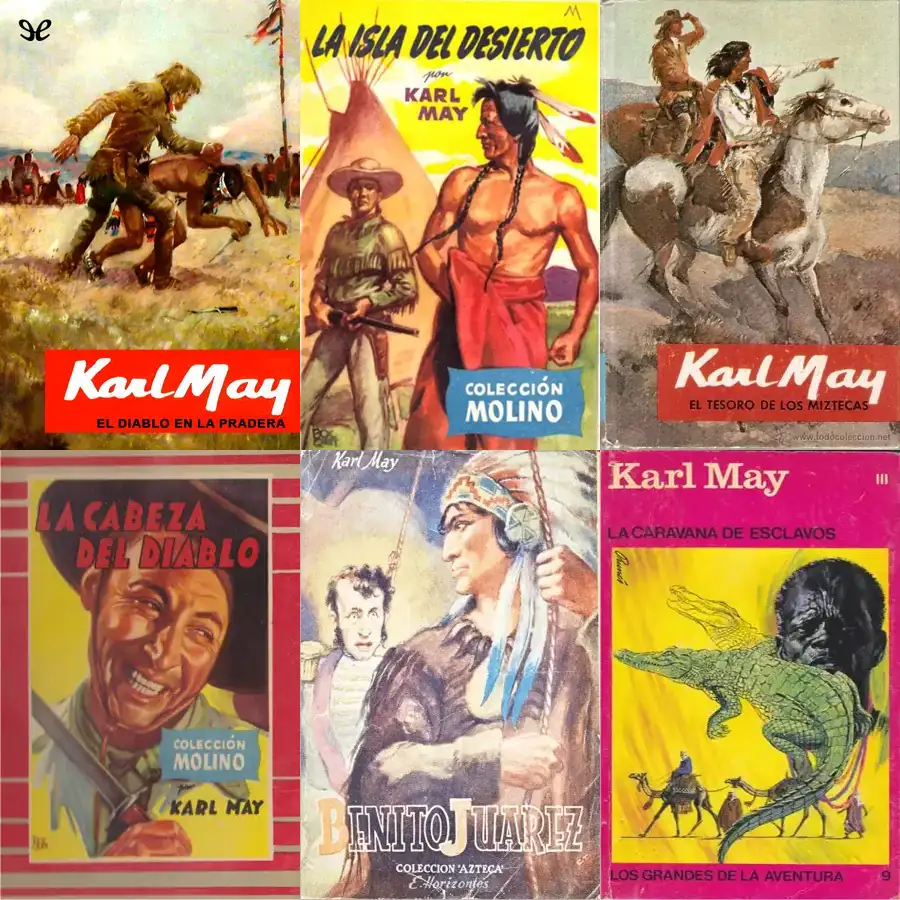 Karl May
EL DIABLO EN LA PRADERA
M
LA ISLA DEL DESIERTO
por
KARL
MAY
COLECCIÓN
MOLINO
Karl May
EL TESORO DE LOS MIZTECAS
www.todocoleccion.net
LA CABEZA
DEL DIABLO
COLECCIÓN
MOLINO
por
KARL MAY
Karl May
BENITO JUAREZ
COLECCION "AZTECA"
E. Horizontes
Karl May
III
LA CARAVANA DE ESCLAVOS
LOS GRANDES DE LA AVENTURA
9